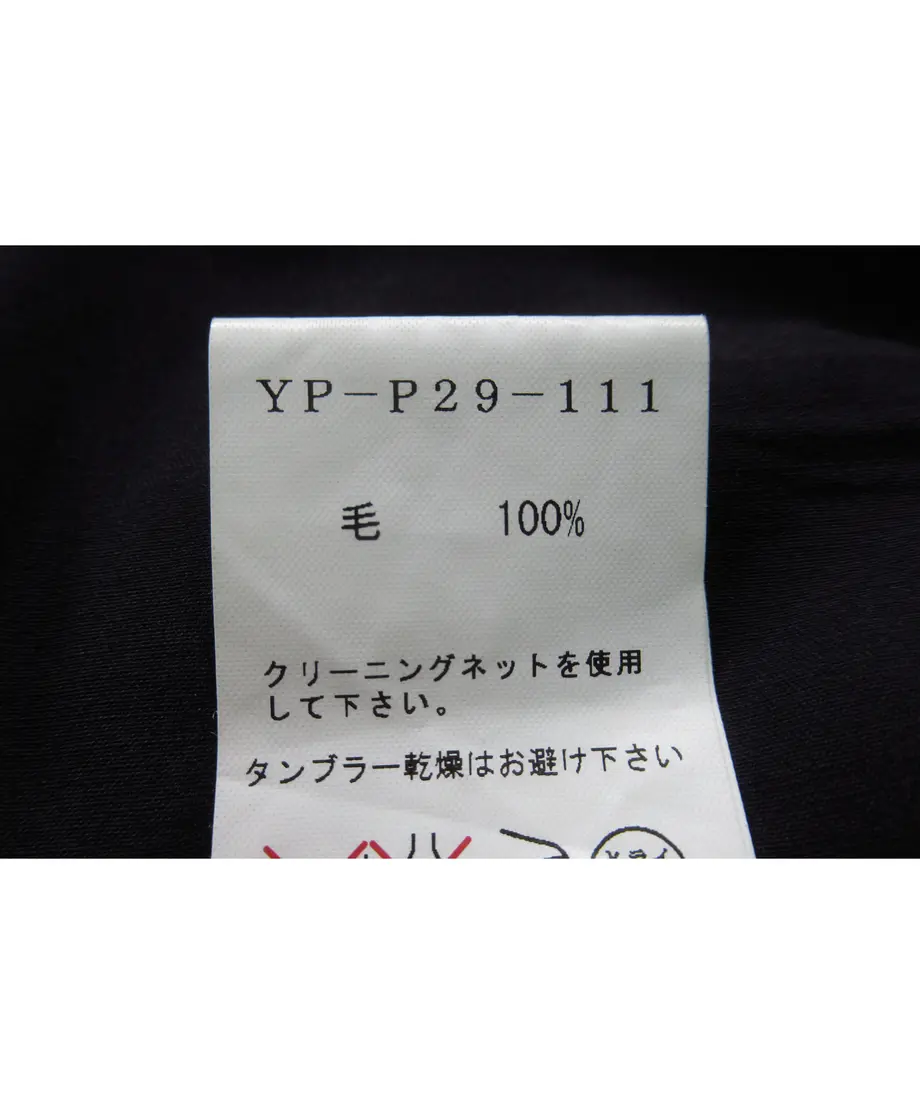 YP-P29-111
毛 100%
クリーニングネットを使用
して下さい。
タンブラー乾燥はお避け下さい